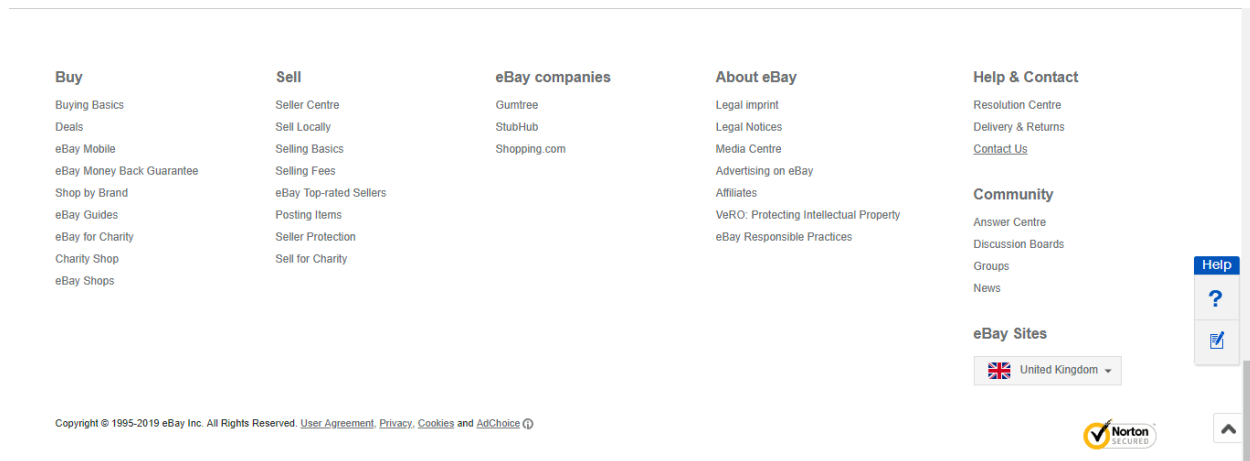 Buy
Buying Basics
Deals
eBay Mobile
eBay Money Back Guarantee
Shop by Brand
eBay Guides
eBay for Charity
Charity Shop
eBay Shops
Sell
Seller Centre
Sell Locally
Selling Basics
Selling Fees
eBay Top-rated Sellers
Posting Items
Seller Protection
Sell for Charity
eBay companies
Gumtree
StubHub
Shopping.com
About eBay
Legal imprint
Legal Notices
Media Centre
Advertising on eBay
Affiliates
VeRO: Protecting Intellectual Property
eBay Responsible Practices
Help & Contact
Resolution Centre
Delivery & Returns
Contact Us
Community
Answer Centre
Discussion Boards
Groups
News
eBay Sites
United Kingdom
Help
?
Copyright © 1995-2019 eBay Inc. All Rights Reserved. User Agreement, Privacy, Cookies and AdChoice
Norton
SECURED